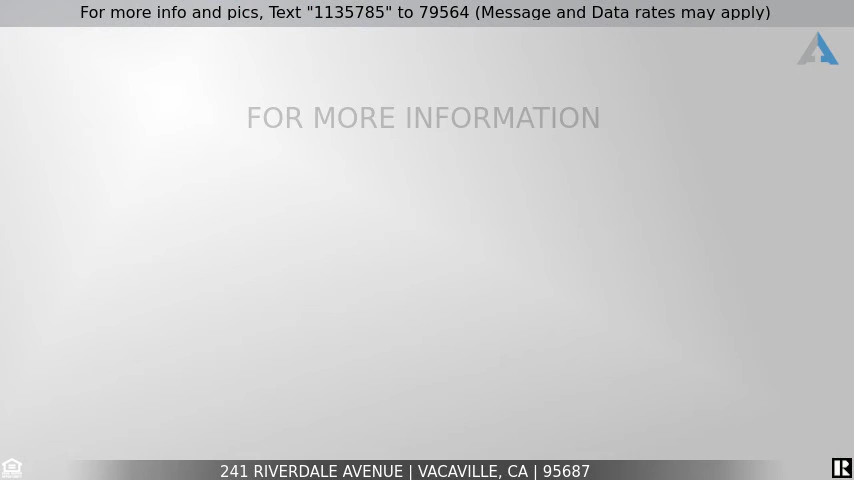 For more info and pics, Text "1135785" to 79564 (Message and Data rates may apply)
FOR MORE INFORMATION
241 RIVERDALE AVENUE | VACAVILLE, CA | 95687